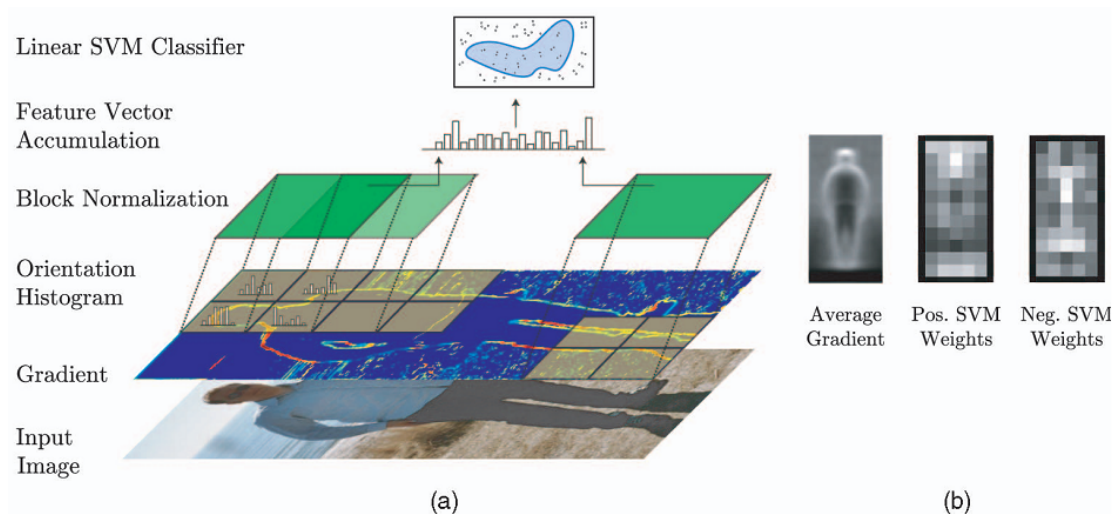 Linear SVM Classifier
Feature Vector
Accumulation
Block Normalization
Orientation
Histogram
Gradient
Input
Image
(a)
Average
Gradient
Pos. SVM
Weights
Neg. SVM
Weights
(b)